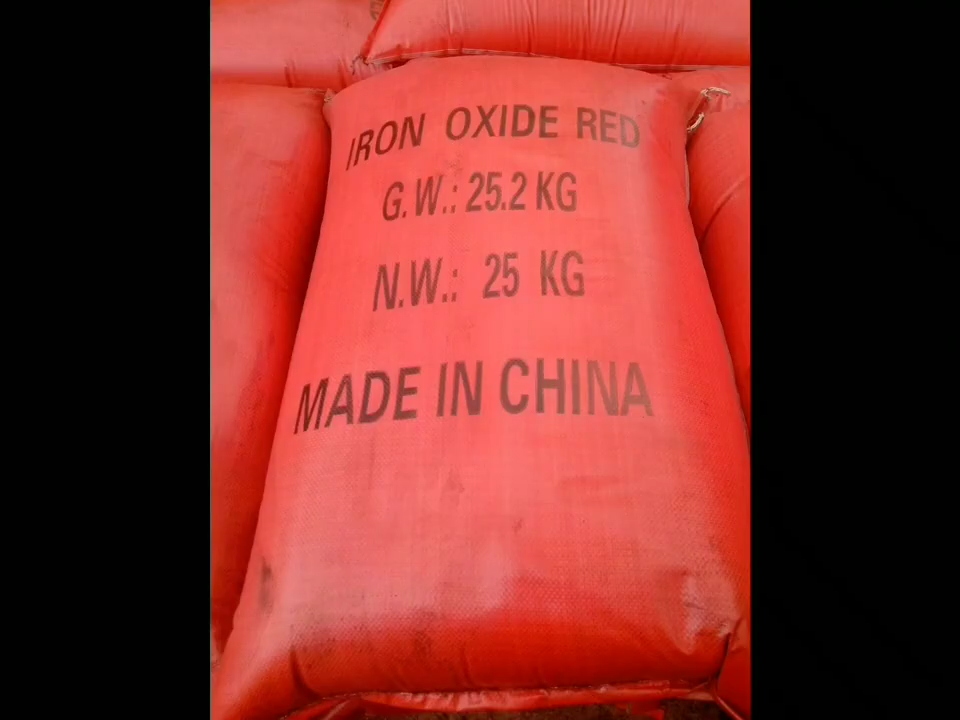 IRON OXIDE RED
G.W.: 25.2 KG
N.W.: 25 KG
MADE IN CHINA